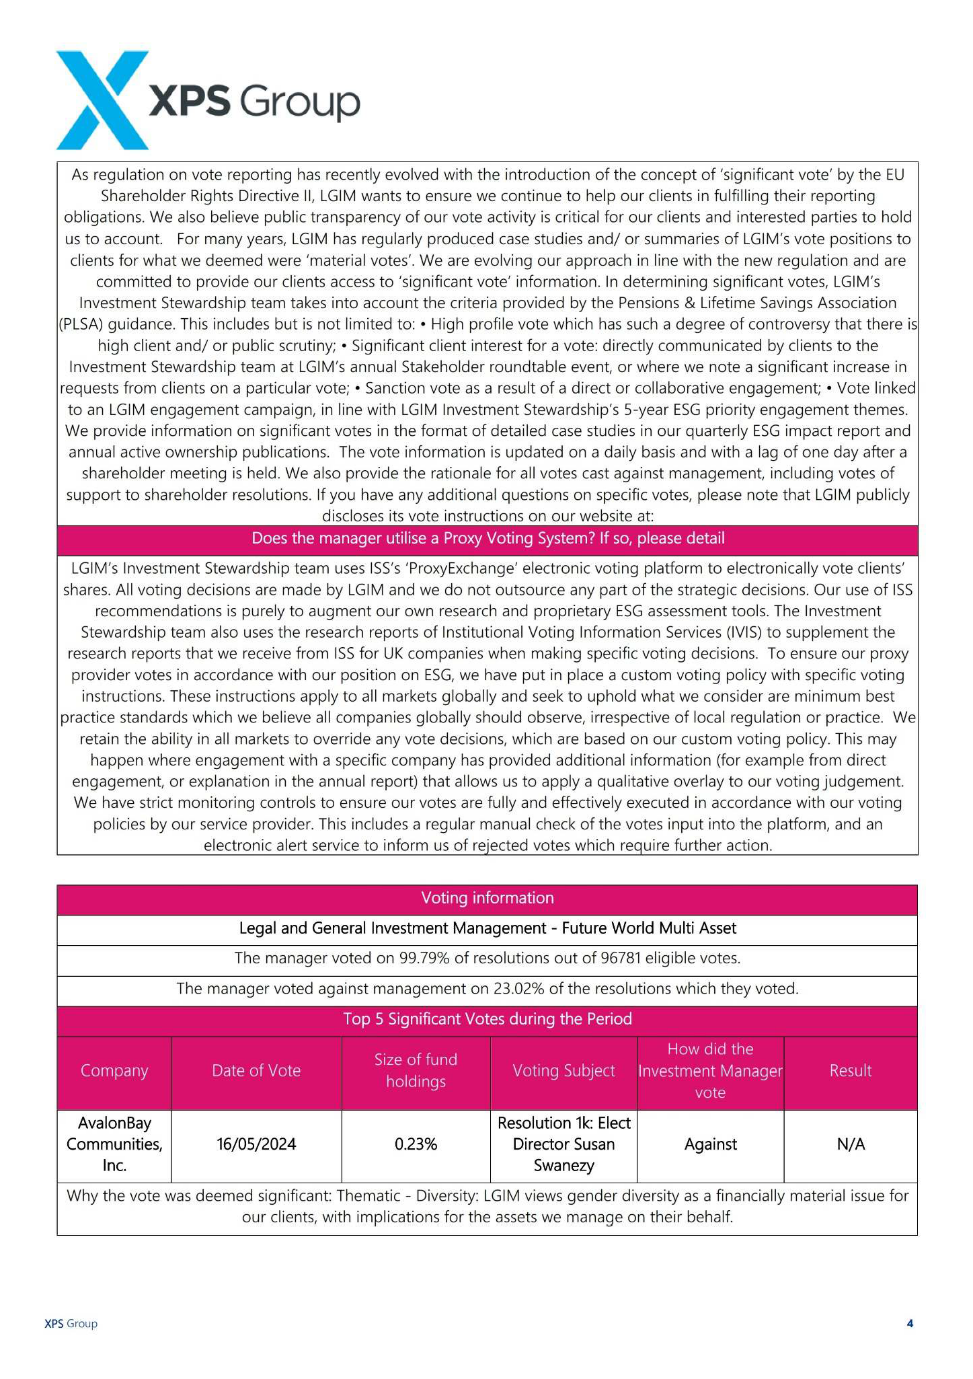 XPS Group
As regulation on vote reporting has recently evolved with the introduction of the concept of ‘significant vote’ by the EU
Shareholder Rights Directive II, LGIM wants to ensure we continue to help our clients in fulfilling their reporting
obligations. We also believe public transparency of our vote activity is critical for our clients and interested parties to hold
us to account.   For many years, LGIM has regularly produced case studies and/ or summaries of LGIM’s vote positions to
clients for what we deemed were ‘material votes’. We are evolving our approach in line with the new regulation and are
committed to provide our clients access to ‘significant vote’ information. In determining significant votes, LGIM’s
Investment Stewardship team takes into account the criteria provided by the Pensions & Lifetime Savings Association
(PLSA) guidance. This includes but is not limited to: • High profile vote which has such a degree of controversy that there is
high client and/ or public scrutiny; • Significant client interest for a vote: directly communicated by clients to the
Investment Stewardship team at LGIM’s annual Stakeholder roundtable event, or where we note a significant increase in
requests from clients on a particular vote; • Sanction vote as a result of a direct or collaborative engagement; • Vote linked
to an LGIM engagement campaign, in line with LGIM Investment Stewardship’s 5-year ESG priority engagement themes.
We provide information on significant votes in the format of detailed case studies in our quarterly ESG impact report and
annual active ownership publications.  The vote information is updated on a daily basis and with a lag of one day after a
shareholder meeting is held. We also provide the rationale for all votes cast against management, including votes of
support to shareholder resolutions. If you have any additional questions on specific votes, please note that LGIM publicly
discloses its vote instructions on our website at:
Does the manager utilise a Proxy Voting System? If so, please detail
LGIM’s Investment Stewardship team uses ISS’s ‘ProxyExchange’ electronic voting platform to electronically vote clients’
shares. All voting decisions are made by LGIM and we do not outsource any part of the strategic decisions. Our use of ISS
recommendations is purely to augment our own research and proprietary ESG assessment tools. The Investment
Stewardship team also uses the research reports of Institutional Voting Information Services (IVIS) to supplement the
research reports that we receive from ISS for UK companies when making specific voting decisions.  To ensure our proxy
provider votes in accordance with our position on ESG, we have put in place a custom voting policy with specific voting
instructions. These instructions apply to all markets globally and seek to uphold what we consider are minimum best
practice standards which we believe all companies globally should observe, irrespective of local regulation or practice.  We
retain the ability in all markets to override any vote decisions, which are based on our custom voting policy. This may
happen where engagement with a specific company has provided additional information (for example from direct
engagement, or explanation in the annual report) that allows us to apply a qualitative overlay to our voting judgement.
We have strict monitoring controls to ensure our votes are fully and effectively executed in accordance with our voting
policies by our service provider. This includes a regular manual check of the votes input into the platform, and an
electronic alert service to inform us of rejected votes which require further action.
Voting information
Legal and General Investment Management - Future World Multi Asset
The manager voted on 99.79% of resolutions out of 96781 eligible votes.
The manager voted against management on 23.02% of the resolutions which they voted.
Top 5 Significant Votes during the Period
Company
Date of Vote
Size of fund
holdings
Voting Subject
How did the
Investment Manager
vote
Result
AvalonBay
Communities,
Inc.
16/05/2024
0.23%
Resolution 1k: Elect
Director Susan
Swanezy
Against
N/A
Why the vote was deemed significant: Thematic - Diversity: LGIM views gender diversity as a financially material issue for
our clients, with implications for the assets we manage on their behalf.
XPS Group
4